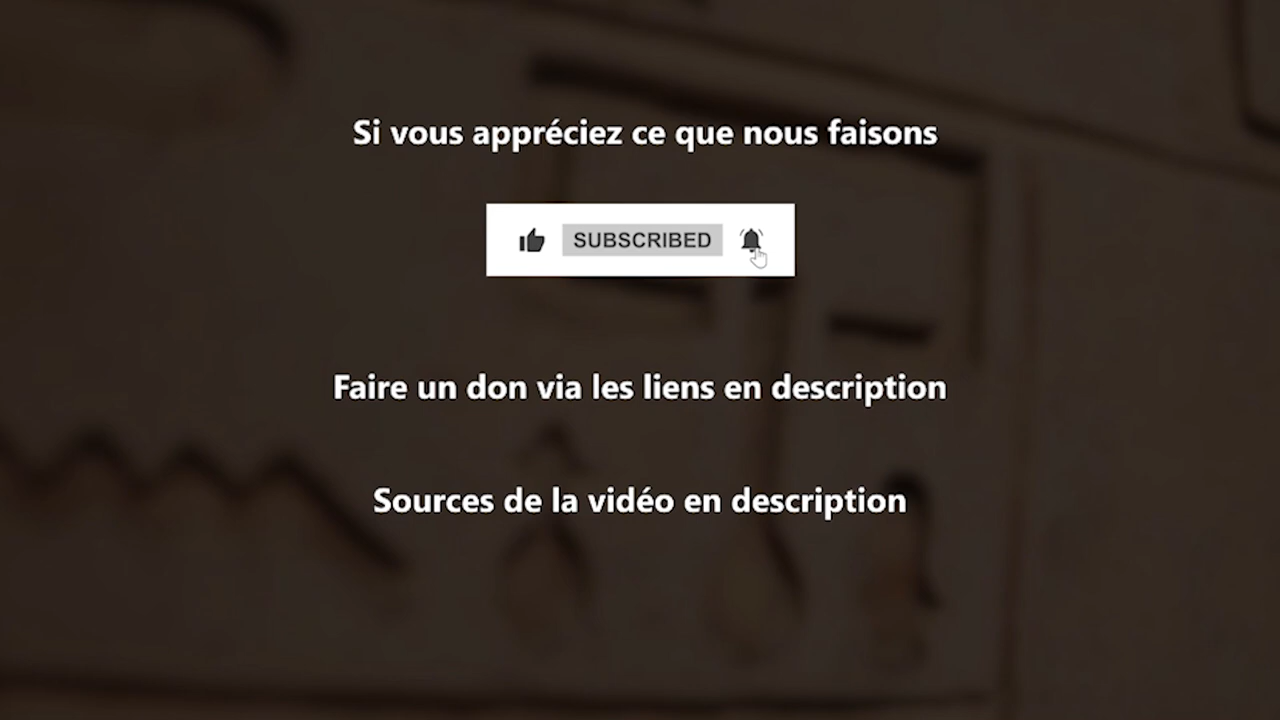 Si vous appréciez ce que nous faisons
SUBSCRIBED
Faire un don via les liens en description
Sources de la vidéo en description